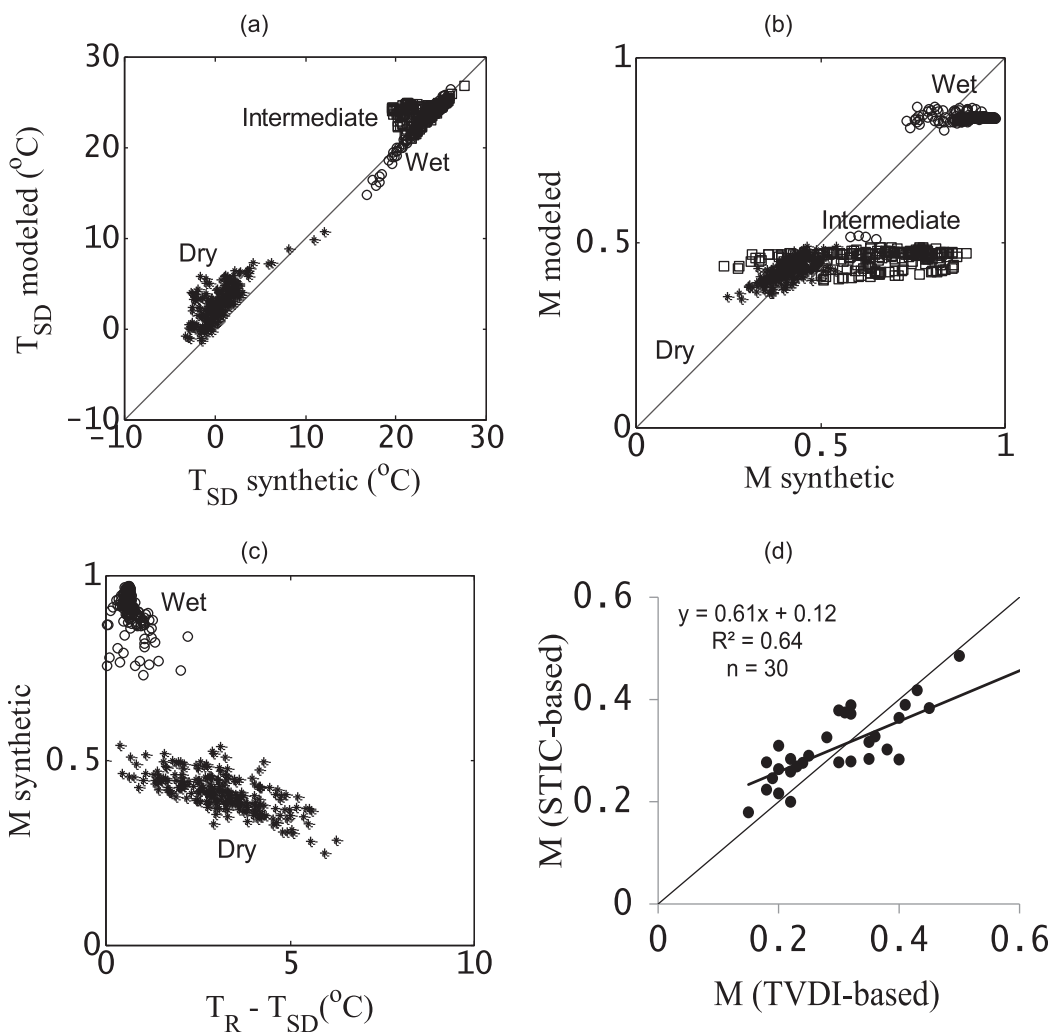 (a)
30
20
10
0
−10
−10 0 10 20 30
Intermediate
Wet
Dry
T_SD modeled (°C)
T_SD synthetic (°C)
(b)
1
0.5
0
0 0.5 1
Wet
Intermediate
Dry
M modeled
M synthetic
(c)
1
0.5
0
0 5 10
Wet
Dry
M synthetic
T_R - T_SD(°C)
(d)
0.6
0.4
0.2
0
0 0.2 0.4 0.6
y = 0.61x + 0.12
R² = 0.64
n = 30
M (STIC-based)
M (TVDI-based)